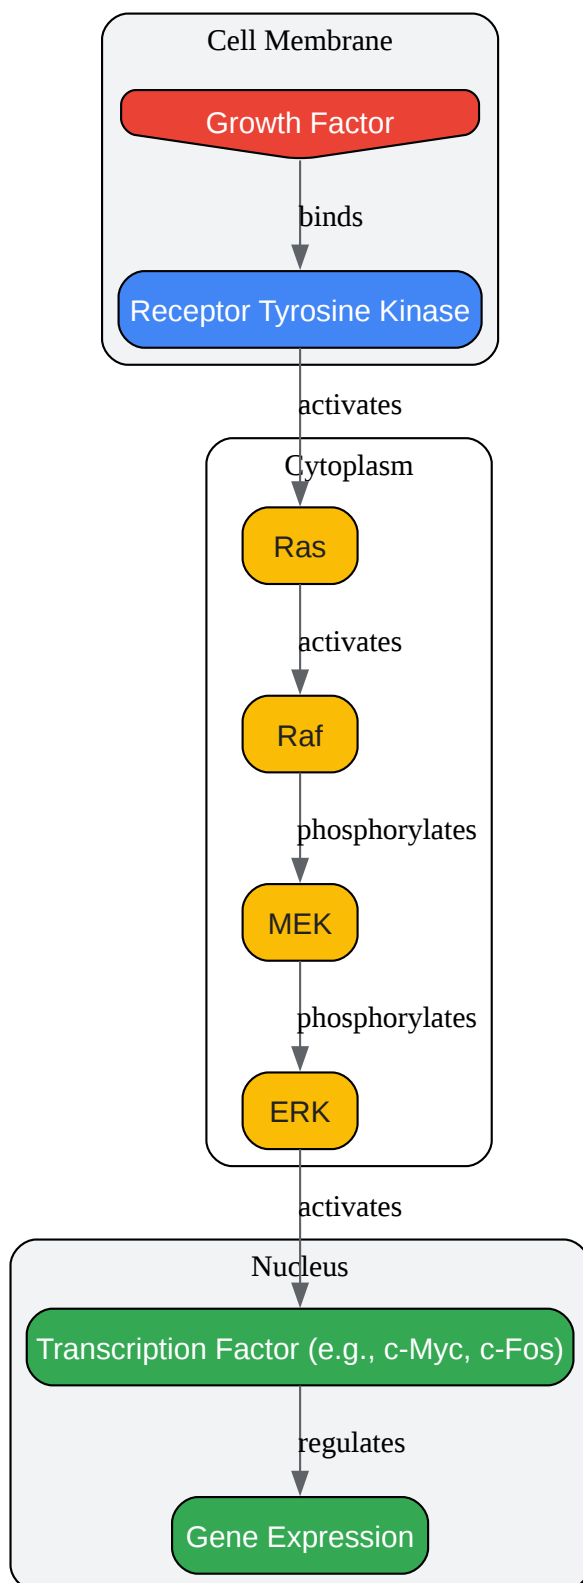 Cell Membrane
Growth Factor
binds
Receptor Tyrosine Kinase
activates
Cytoplasm
Ras
activates
Raf
phosphorylates
MEK
phosphorylates
ERK
activates
Nucleus
Transcription Factor (e.g., c-Myc, c-Fos)
regulates
Gene Expression